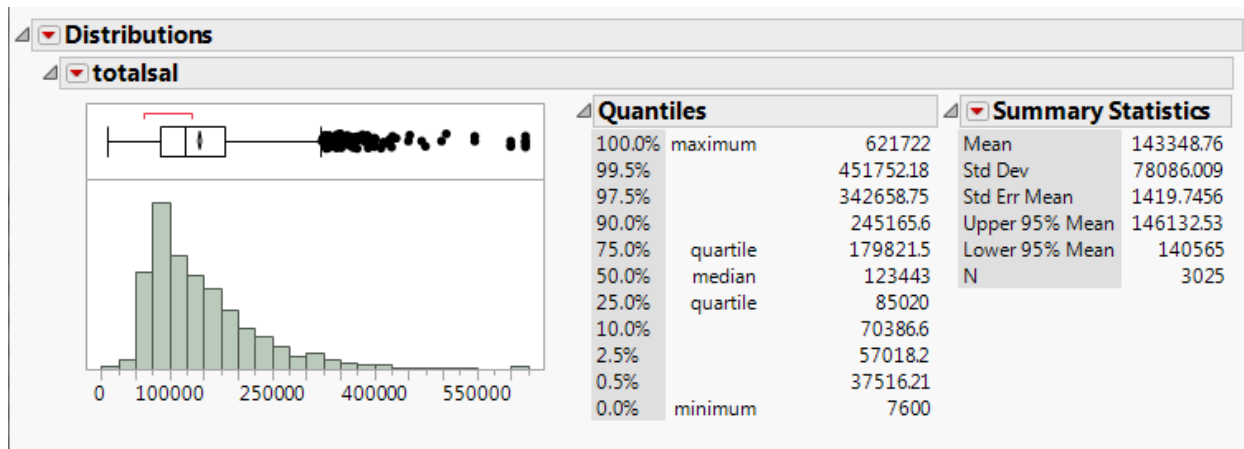 Distributions
totalsal
0 100000 250000 400000 550000
Quantiles
100.0% maximum 621722
99.5% 451752.18
97.5% 342658.75
90.0% 245165.6
75.0% quartile 179821.5
50.0% median 123443
25.0% quartile 85020
10.0% 70386.6
2.5% 57018.2
0.5% 37516.21
0.0% minimum 7600
Summary Statistics
Mean 143348.76
Std Dev 78086.009
Std Err Mean 1419.7456
Upper 95% Mean 146132.53
Lower 95% Mean 140565
N 3025